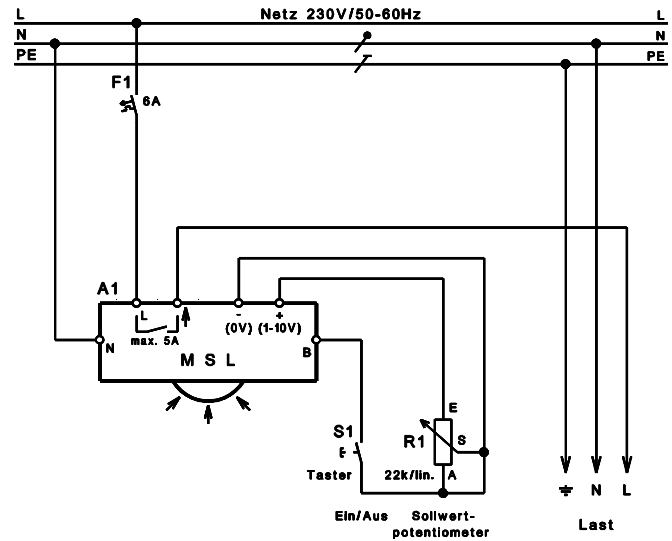 L Netz 230V/50-60Hz L
N N
PE PE
F1
6A
A1
L - +
(0V) (1-10V)
max. 5A
N B
M S L
E
S1
R1 S
Taster 22k/lin. A
N L
Ein/Aus Sollwert-
potentiometer
Last